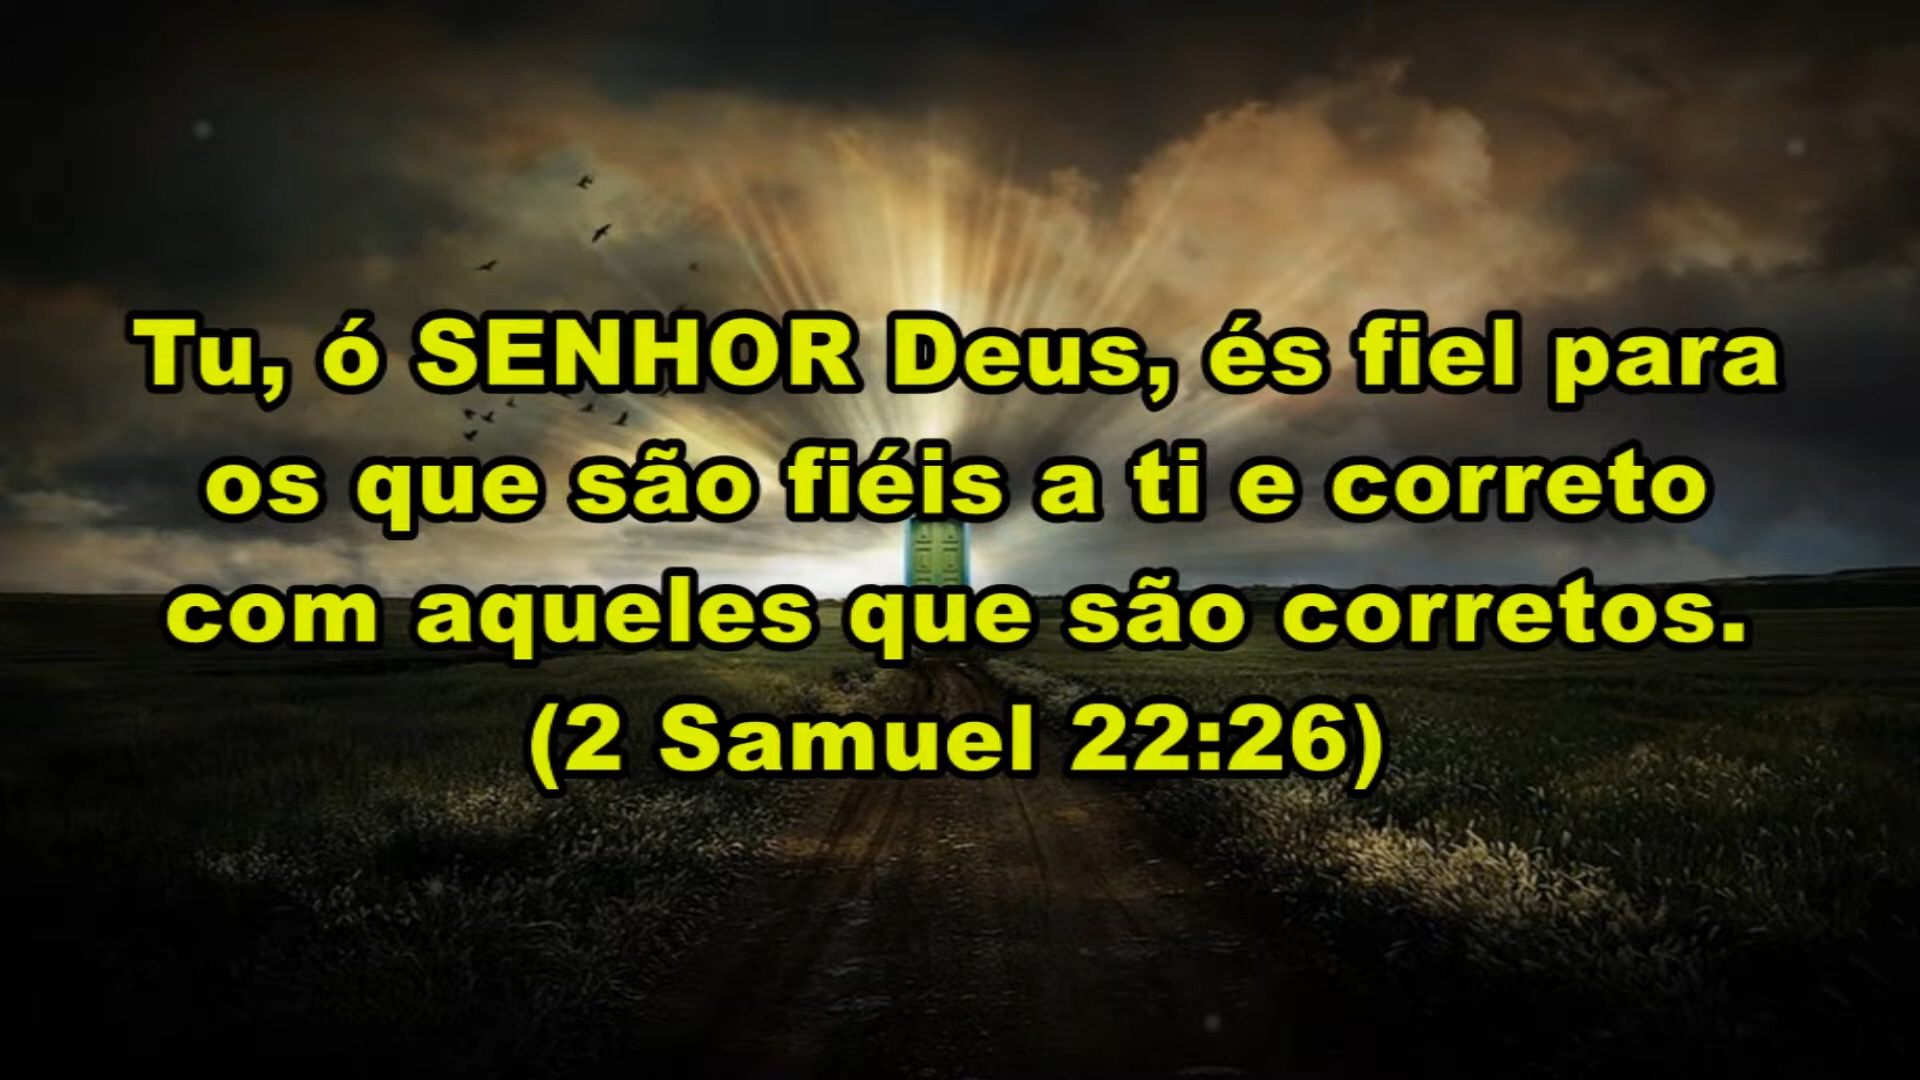 Tu, ó SENHOR Deus, és fiel para
os que são fiéis a ti e correto
com aqueles que são corretos.
(2 Samuel 22:26)